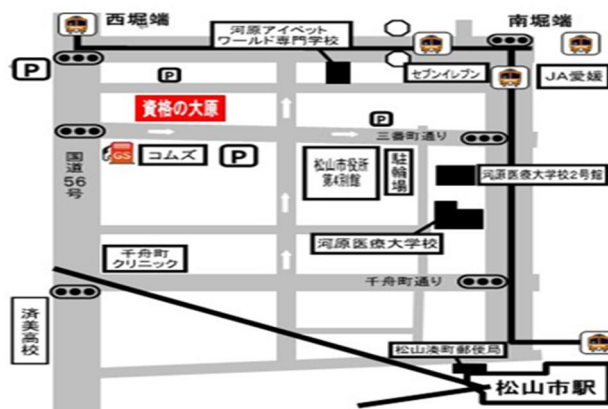 西堀端
南堀端
河原アイペット
ワールド専門学校
P
P
セブンイレブン
JA愛媛
資格の大原
P
三番町通り
国道56号
GS
コムズ
P
松山市役所
第4別館
駐輪場
河原医療大学校2号館
河原医療大学校
千舟町
クリニック
千舟町通り
済美高校
松山湊町郵便局
松山市駅